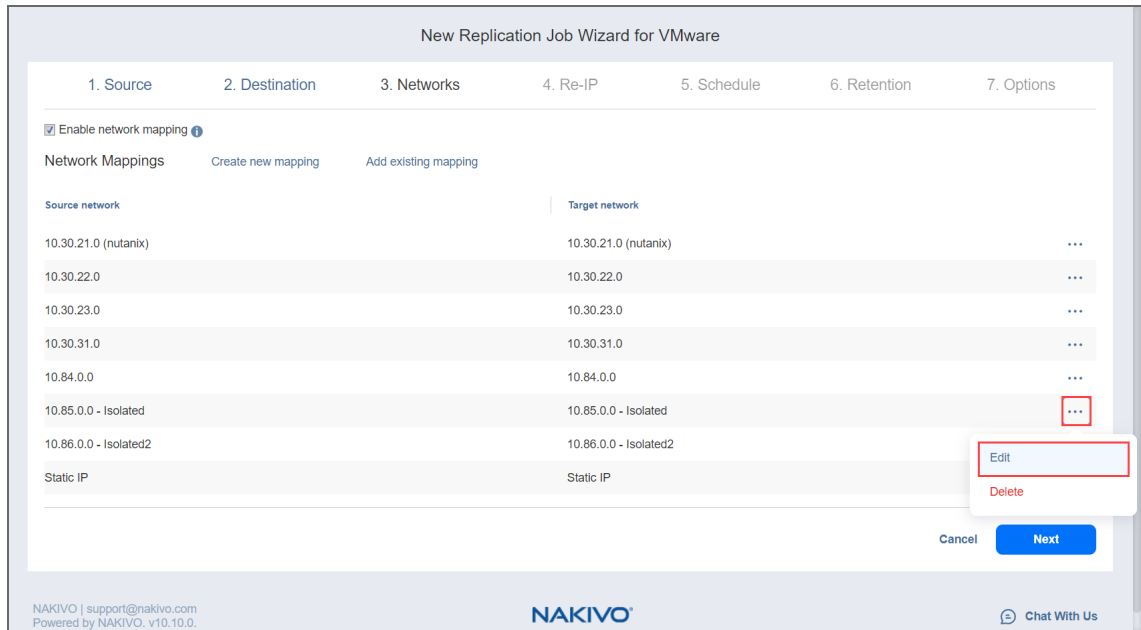 New Replication Job Wizard for VMware
1. Source 2. Destination 3. Networks 4. Re-IP 5. Schedule 6. Retention 7. Options
Enable network mapping i
Network Mappings Create new mapping Add existing mapping
Source network Target network
10.30.21.0 (nutanix) 10.30.21.0 (nutanix) ...
10.30.22.0 10.30.22.0 ...
10.30.23.0 10.30.23.0 ...
10.30.31.0 10.30.31.0 ...
10.84.0.0 10.84.0.0 ...
10.85.0.0 - Isolated 10.85.0.0 - Isolated ...
10.86.0.0 - Isolated2 10.86.0.0 - Isolated2
Edit
Static IP Static IP
Delete
Cancel Next
NAKIVO | support@nakivo.com
Powered by NAKIVO. v10.10.0.
NAKIVO®
Chat With Us